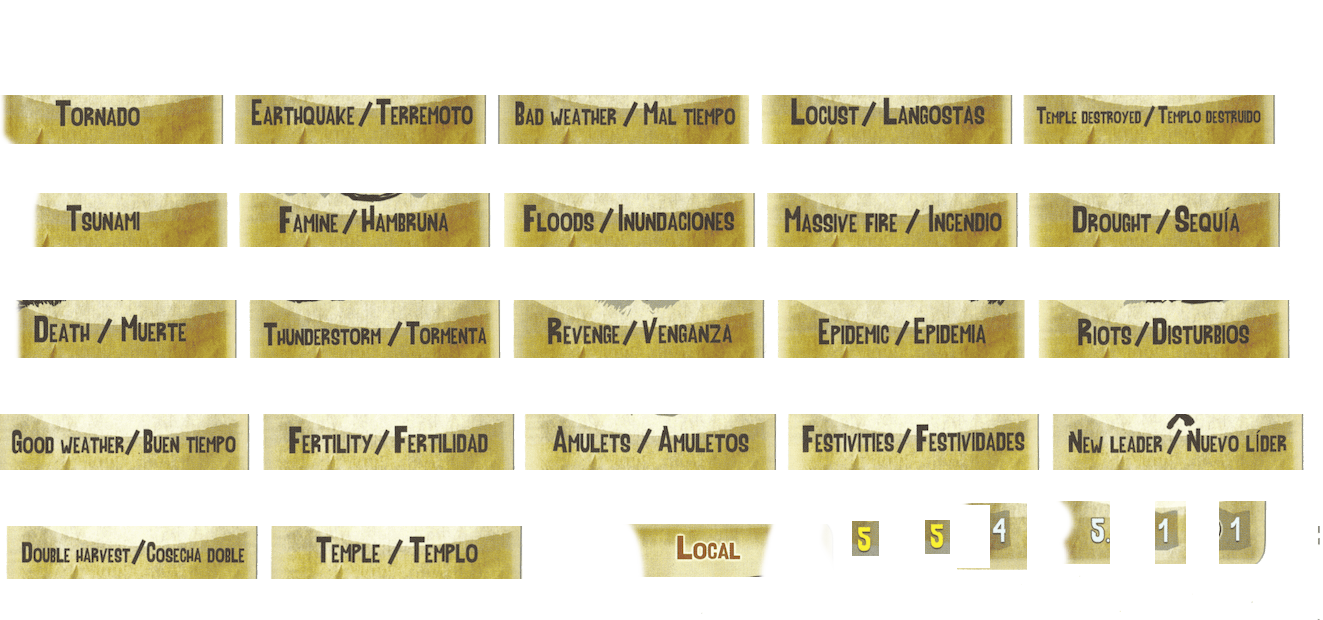 TORNADO
EARTHQUAKE / TERREMOTO
BAD WEATHER / MAL TIEMPO
LOCUST / LANGOSTAS
TEMPLE DESTROYED / TEMPLO DESTRUIDO
TSUNAMI
FAMINE / HAMBRUNA
FLOODS / INUNDACIONES
MASSIVE FIRE / INCENDIO
DROUGHT / SEQUÍA
DEATH / MUERTE
THUNDERSTORM / TORMENTA
REVENGE / VENGANZA
EPIDEMIC / EPIDEMIA
RIOTS / DISTURBIOS
GOOD WEATHER / BUEN TIEMPO
FERTILITY / FERTILIDAD
AMULETS / AMULETOS
FESTIVITIES / FESTIVIDADES
NEW LEADER / NUEVO LÍDER
DOUBLE HARVEST / COSECHA DOBLE
TEMPLE / TEMPLO
LOCAL
5
5
4
5.
1
1